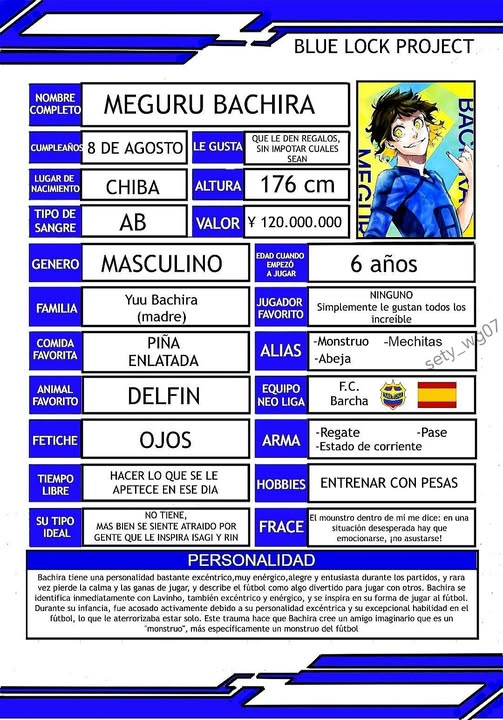 BLUE LOCK PROJECT
NOMBRE
COMPLETO
MEGURU BACHIRA
CUMPLEAÑOS
8 DE AGOSTO
LE GUSTA
QUE LE DEN REGALOS,
SIN IMPOTAR CUALES
SEAN
LUGAR DE
NACIMIENTO
CHIBA
ALTURA
176 cm
TIPO DE
SANGRE
AB
VALOR
¥ 120.000.000
BACHIRA
MEGURU
GENERO
MASCULINO
EDAD CUANDO
EMPEZÓ
A JUGAR
6 años
FAMILIA
Yuu Bachira
(madre)
JUGADOR
FAVORITO
NINGUNO
Simplemente le gustan todos los
increíble
COMIDA
FAVORITA
PIÑA
ENLATADA
ALIAS
-Monstruo -Mechitas
-Abeja
sety_wg07
ANIMAL
FAVORITO
DELFIN
EQUIPO
NEO LIGA
F.C.
Barcha
FETICHE
OJOS
ARMA
-Regate -Pase
-Estado de corriente
TIEMPO
LIBRE
HACER LO QUE SE LE
APETECE EN ESE DIA
HOBBIES
ENTRENAR CON PESAS
SU TIPO
IDEAL
NO TIENE,
MAS BIEN SE SIENTE ATRAIDO POR
GENTE QUE LE INSPIRA ISAGI Y RIN
FRACE
El mounstro dentro de mi me dice: en una
situación desesperada hay que
emocionarse, ¡no asustarse!
PERSONALIDAD
Bachira tiene una personalidad bastante excéntrico,muy enérgico,alegre y entusiasta durante los partidos, y rara
vez pierde la calma y las ganas de jugar, y describe el fútbol como algo divertido para jugar con otros. Bachira se
identifica inmediatamente con Lavinho, también excéntrico y enérgico, y se inspira en su forma de jugar al fútbol.
Durante su infancia, fue acosado activamente debido a su personalidad excéntrica y su excepcional habilidad en el
fútbol, lo que le aterrorizaba estar solo. Este trauma hace que Bachira cree un amigo imaginario que es un
"monstruo", más específicamente un monstruo del fútbol